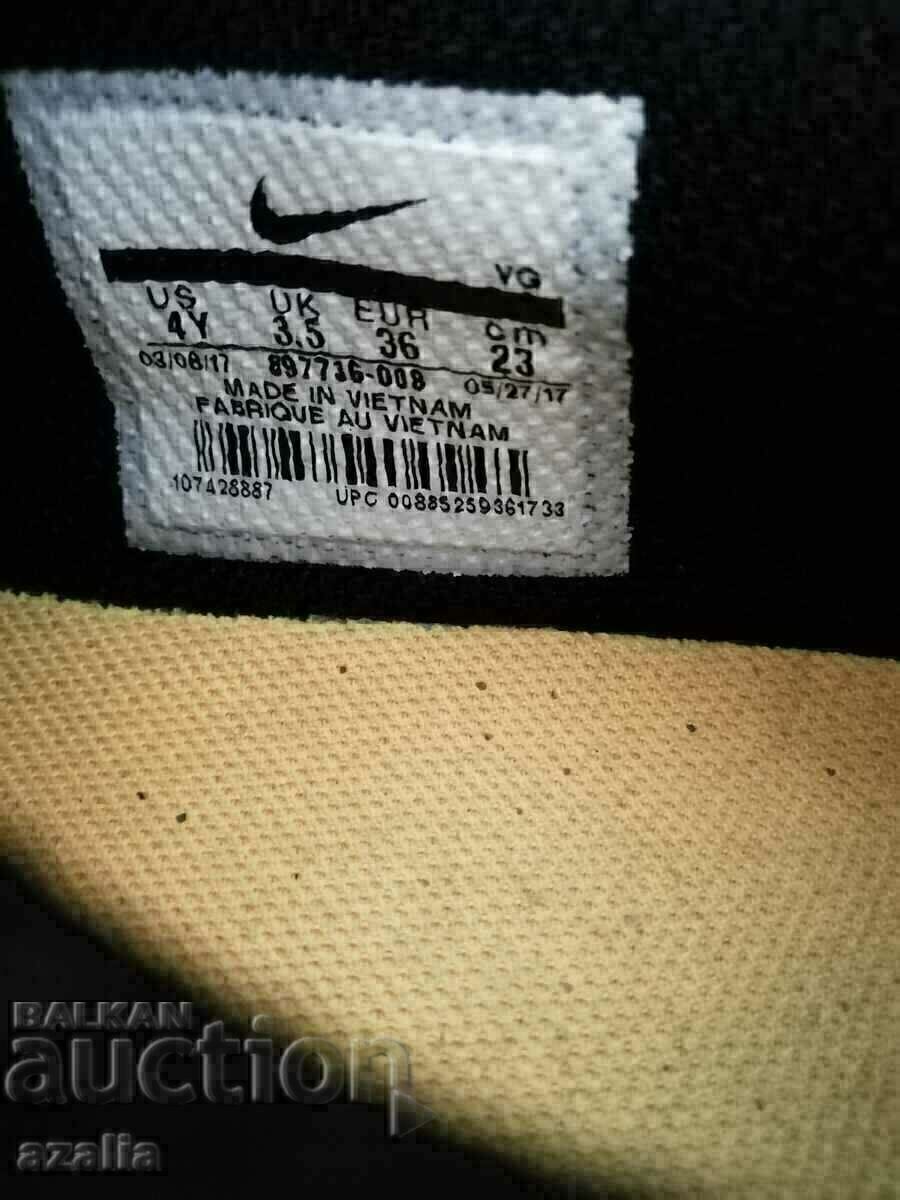 VG
US UK EUR cm
4Y 3.5 36 23
03/08/17 897736-008 05/27/17
MADE IN VIETNAM
FABRIQUE AU VIETNAM
107428887 UPC 00885259361733
BALKAN
auction
azalia